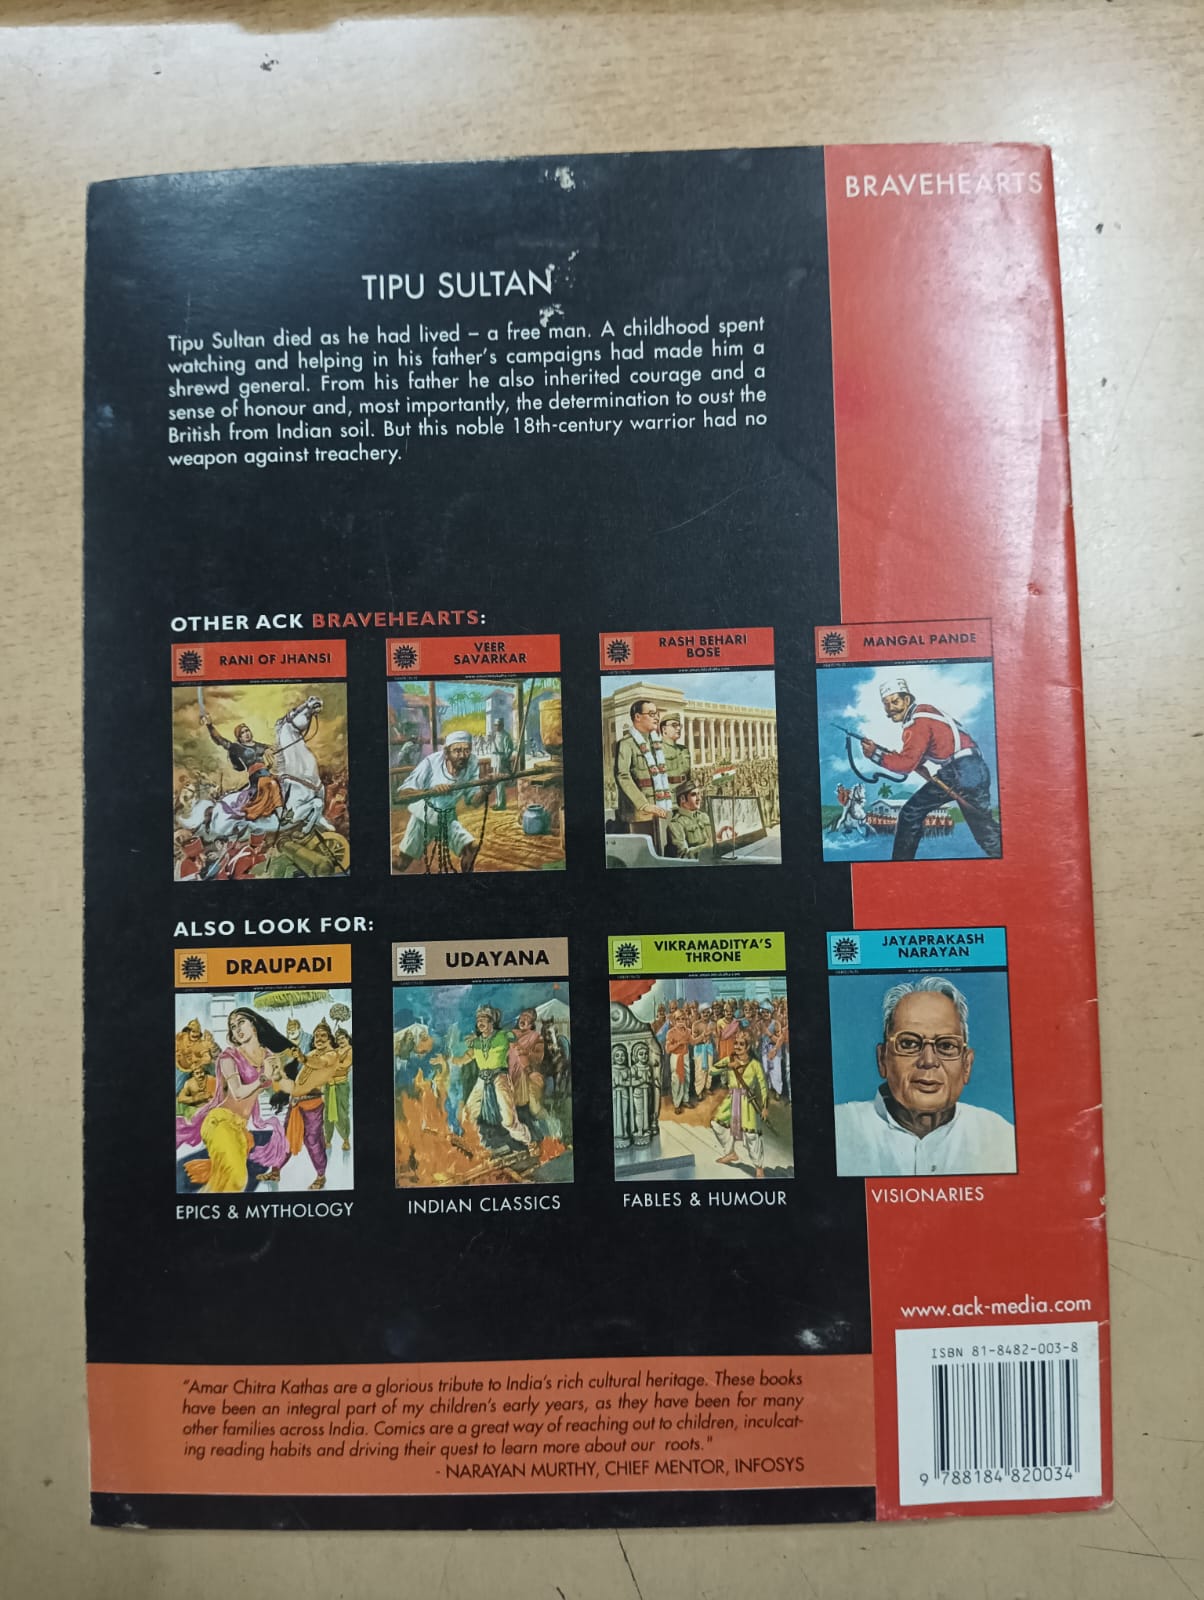 BRAVEHEARTS
TIPU SULTAN
Tipu Sultan died as he had lived – a free man. A childhood spent
watching and helping in his father's campaigns had made him a
shrewd general. From his father he also inherited courage and a
sense of honour and, most importantly, the determination to oust the
British from Indian soil. But this noble 18th-century warrior had no
weapon against treachery.
OTHER ACK BRAVEHEARTS:
RANI OF JHANSI
VEER
SAVARKAR
RASH BEHARI
BOSE
MANGAL PANDE
ALSO LOOK FOR:
DRAUPADI
UDAYANA
VIKRAMADITYA'S
THRONE
JAYAPRAKASH
NARAYAN
EPICS & MYTHOLOGY
INDIAN CLASSICS
FABLES & HUMOUR
VISIONARIES
www.ack-media.com
ISBN 81-8482-003-8
9 788184 820034
"Amar Chitra Kathas are a glorious tribute to India's rich cultural heritage. These books
have been an integral part of my children's early years, as they have been for many
other families across India. Comics are a great way of reaching out to children, inculcat-
ing reading habits and driving their quest to learn more about our roots."
- NARAYAN MURTHY, CHIEF MENTOR, INFOSYS